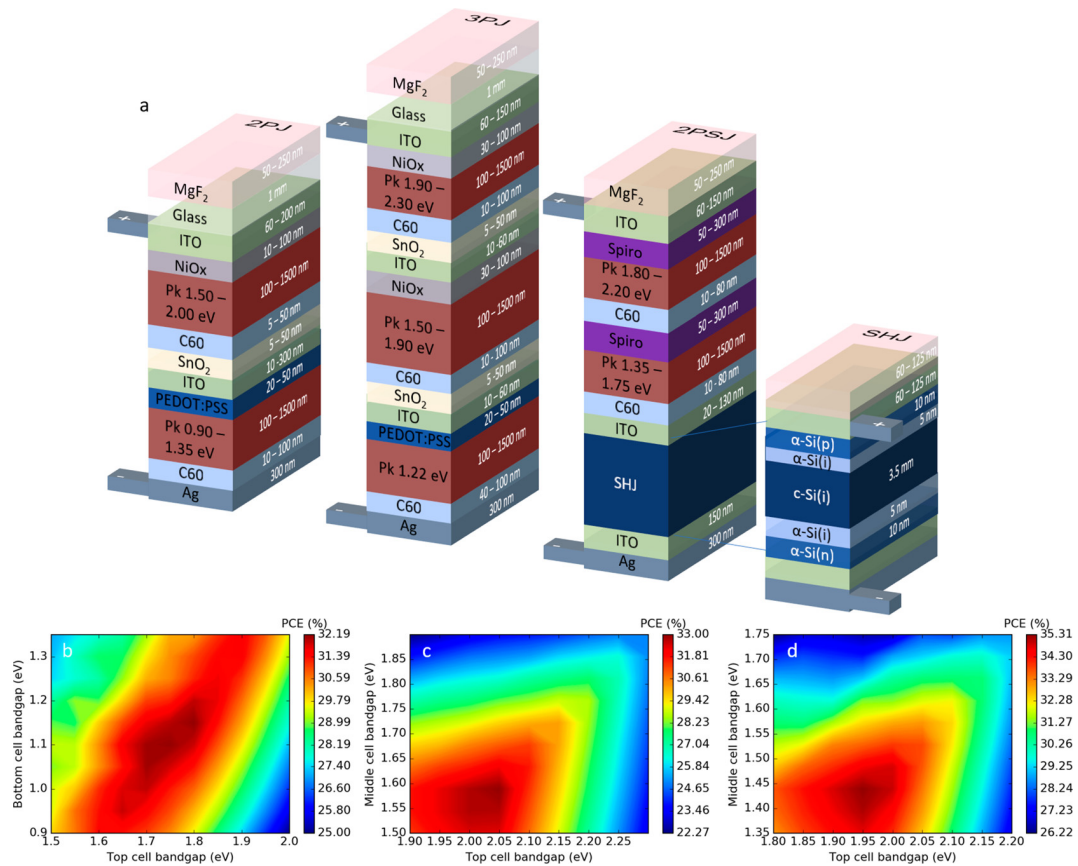 a
2PJ
MgF2
50 – 250 nm
Glass
1 mm
+
ITO
60 – 200 nm
NiOx
10 – 100 nm
Pk 1.50 –
2.00 eV
100 – 1500nm
C60
5 – 50 nm
SnO2
5 – 50nm
ITO
10 -300 nm
PEDOT:PSS
20 – 50 nm
Pk 0.90 –
1.35 eV
100 – 1500nm
C60
10 – 100 nm
Ag
300 nm
–
3PJ
MgF2
50 – 250 nm
Glass
1 mm
+
ITO
60 – 150 nm
NiOx
30 – 100 nm
Pk 1.90 –
2.30 eV
100 – 1500nm
C60
10 – 100 nm
SnO2
5 – 50 nm
ITO
10 -60 nm
NiOx
30 – 100 nm
Pk 1.50 –
1.90 eV
100 – 1500nm
C60
10 - 100 nm
SnO2
5 -50 nm
ITO
10 – 60 nm
PEDOT:PSS
20 – 50 nm
Pk 1.22 eV
100 – 1500nm
C60
40 – 100 nm
Ag
300 nm
–
2PSJ
MgF2
50 – 250 nm
+
ITO
60 -150 nm
Spiro
50 – 300 nm
Pk 1.80 –
2.20 eV
100 – 1500nm
C60
10 – 80 nm
Spiro
50 – 300 nm
Pk 1.35 –
1.75 eV
100 – 1500nm
C60
10 - 80 nm
ITO
20 – 130 nm
SHJ
ITO
150 nm
Ag
300 nm
–
SHJ
60 – 125 nm
60 – 125 nm
+
α-Si(p)
10 nm
α-Si(i)
5 nm
c-Si(i)
3.5 mm
α-Si(i)
5 nm
α-Si(n)
10 nm
–
b
PCE (%)
32.19
31.39
30.59
29.79
28.99
28.19
27.40
26.60
25.80
25.00
Bottom cell bandgap (eV)
1.3
1.2
1.1
1.0
0.9
1.5 1.6 1.7 1.8 1.9 2.0
Top cell bandgap (eV)
c
PCE (%)
33.00
31.81
30.61
29.42
28.23
27.04
25.85
24.65
23.46
22.27
Middle cell bandgap (eV)
1.85
1.80
1.75
1.70
1.65
1.60
1.55
1.50
1.90 1.95 2.00 2.05 2.10 2.15 2.20 2.25
Top cell bandgap (eV)
d
PCE (%)
35.31
34.30
33.29
32.28
31.27
30.26
29.25
28.24
27.23
26.22
Middle cell bandgap (eV)
1.75
1.70
1.65
1.60
1.55
1.50
1.45
1.40
1.35
1.80 1.85 1.90 1.95 2.00 2.05 2.10 2.15 2.20
Top cell bandgap (eV)